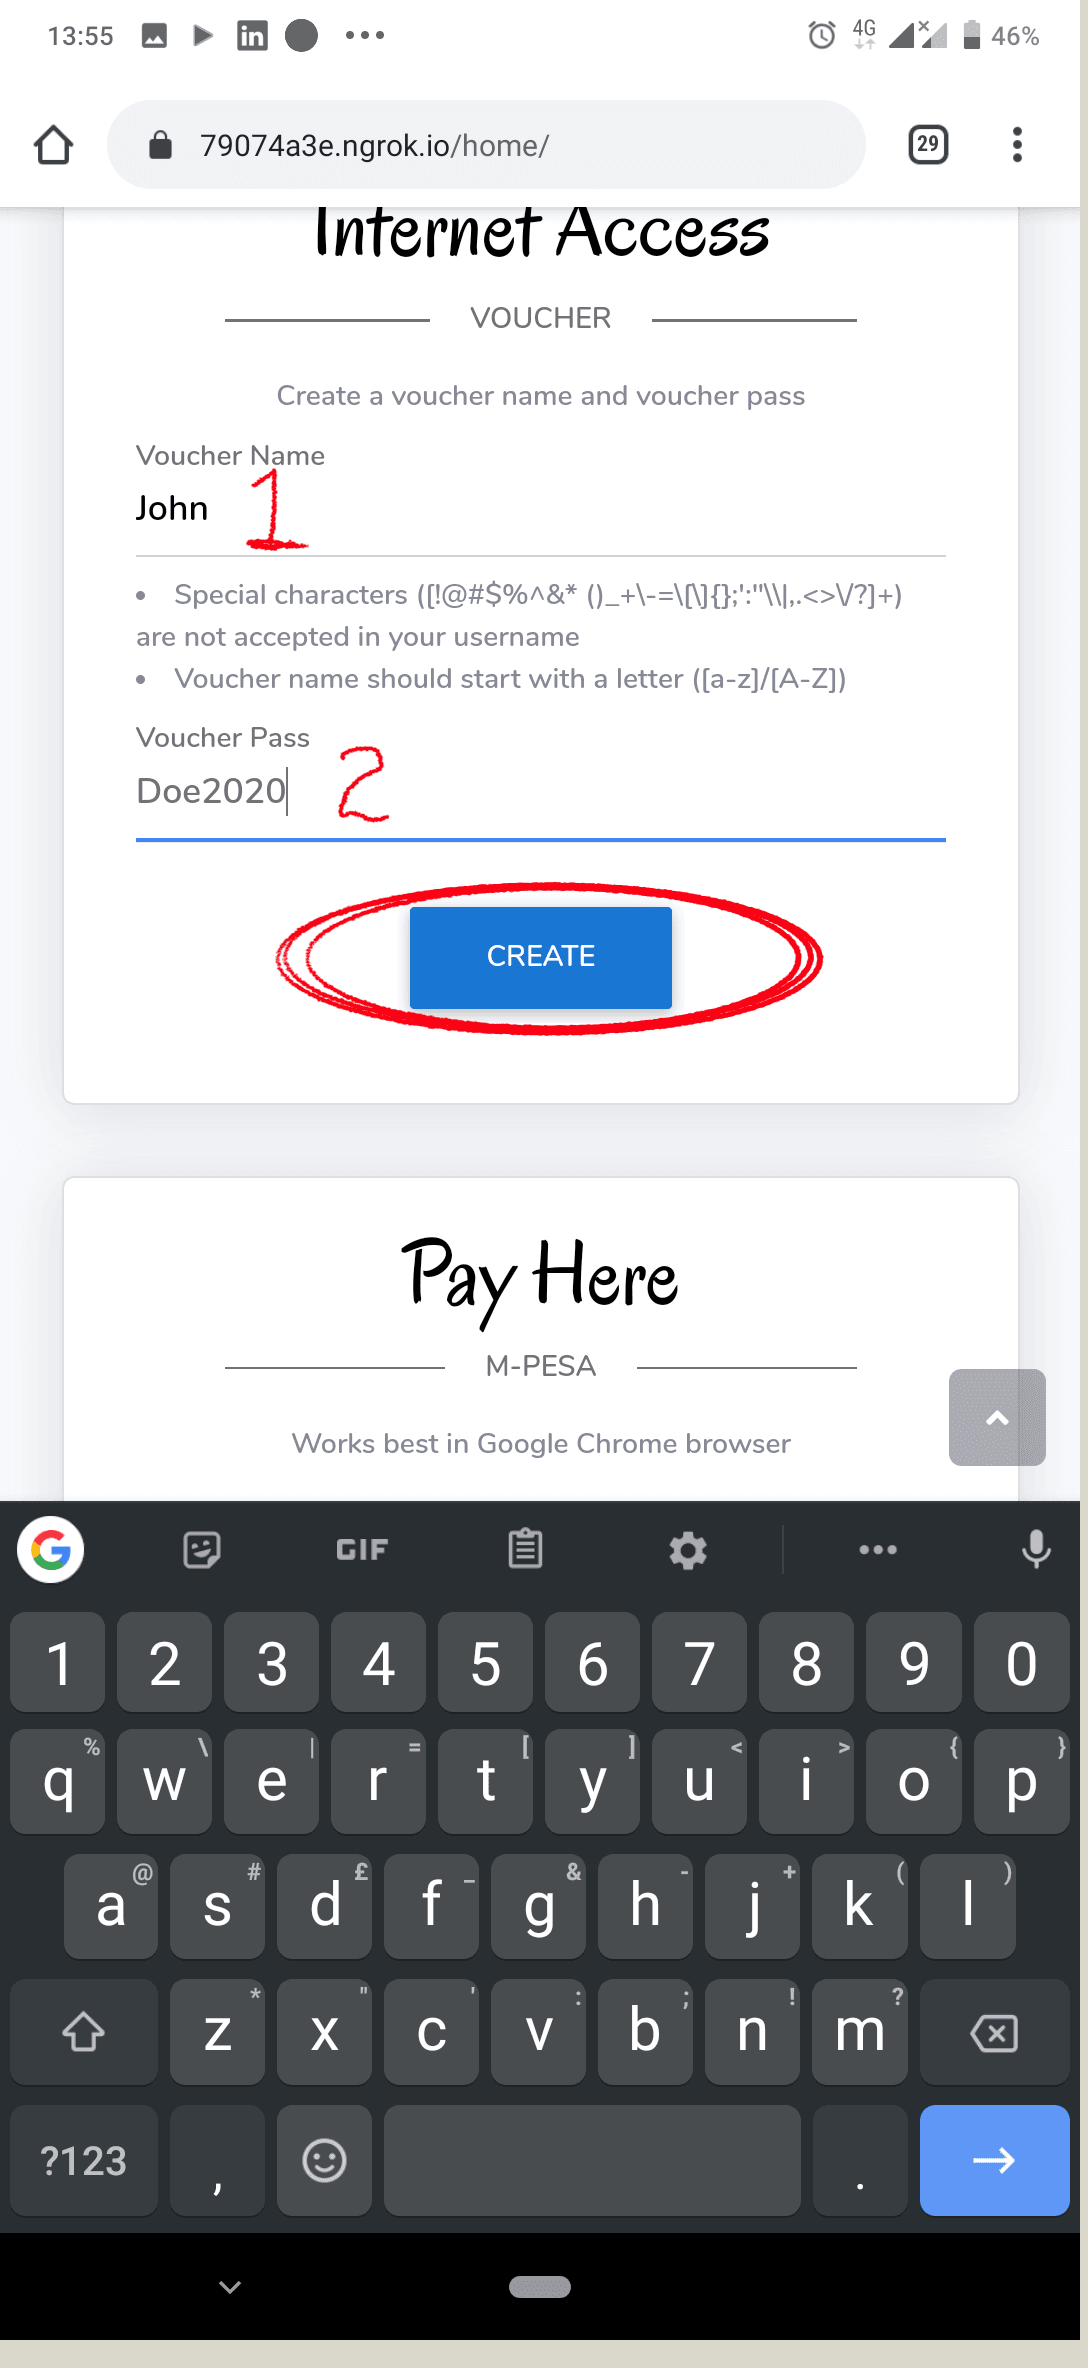 13:55 in 4G 46%
79074a3e.ngrok.io/home/ 29
Internet Access
VOUCHER
Create a voucher name and voucher pass
Voucher Name
John 1
• Special characters ([!@#$%^&* ()_+\-=\[\]{};':"\\|,.<>\/?]+)
are not accepted in your username
• Voucher name should start with a letter ([a-z]/[A-Z])
Voucher Pass
Doe2020 2
CREATE
Pay Here
M-PESA
Works best in Google Chrome browser
G GIF
1 2 3 4 5 6 7 8 9 0
% \ | = [ ] < > { }
q w e r t y u i o p
@ # £ _ & - + ( )
a s d f g h j k l
* " ' : ; ! ?
z x c v b n m
?123 , .